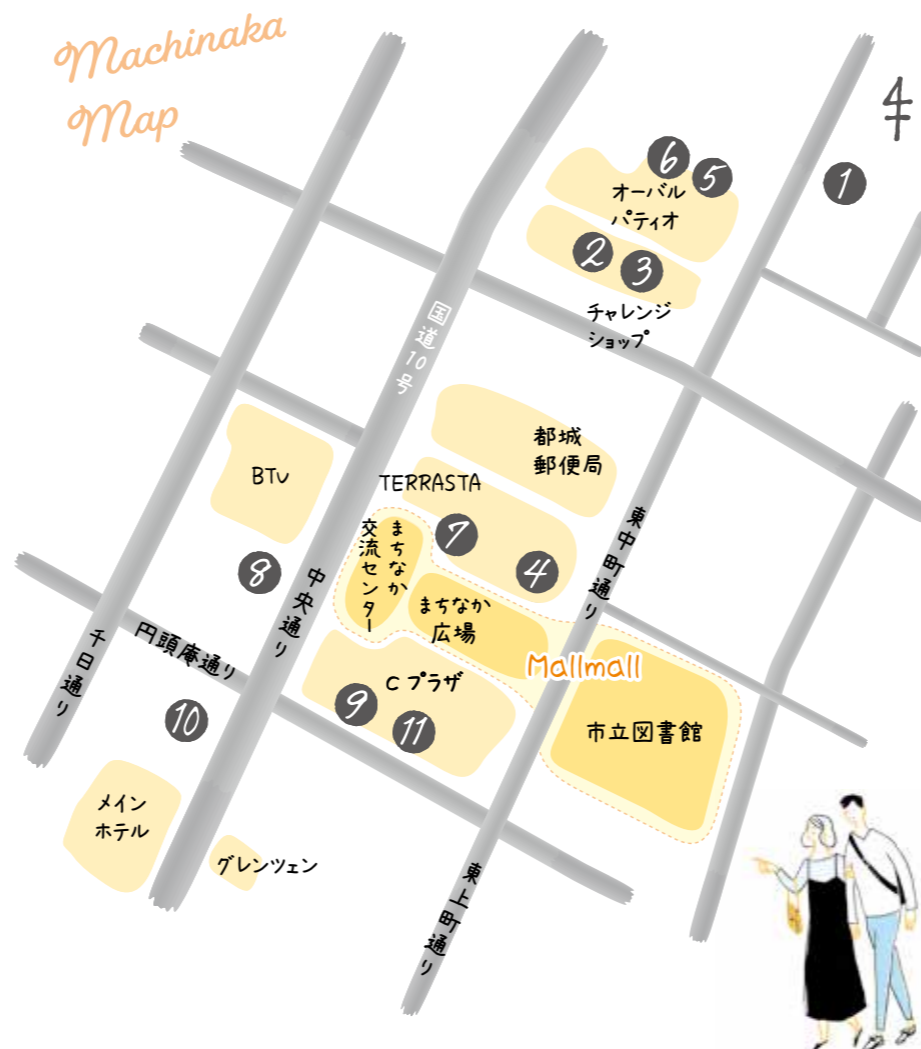 Machinaka
Map
6
5
1
オーバル
パティオ
2
3
チャレンジ
ショップ
国道10号
都城
郵便局
BTV
TERRASTA
7
4
東中町通り
まちなか
交流センター
まちなか
広場
8
中央通り
円頭庵通り
千日通り
Mallmall
Cプラザ
9
11
市立図書館
10
メイン
ホテル
グレンツェン
東上町通り